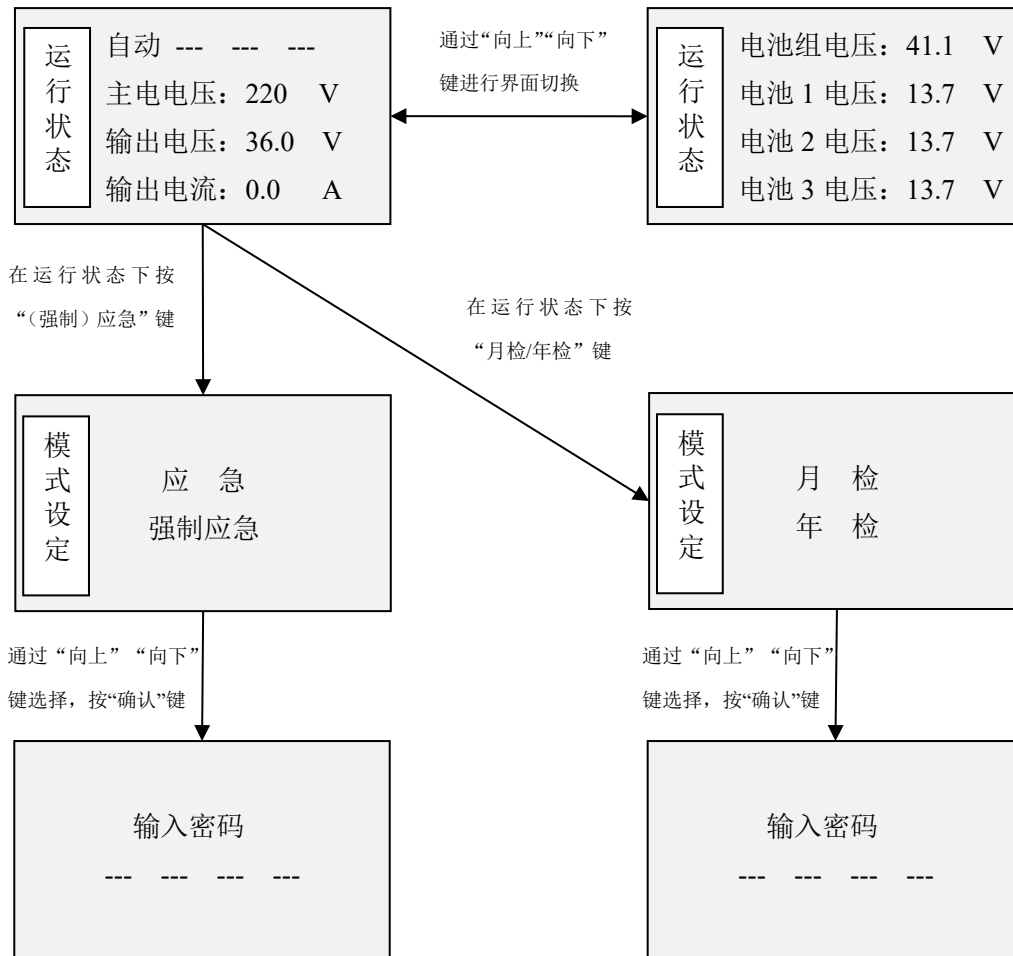 运行状态
自动 --- --- ---
主电电压：220 V
输出电压：36.0 V
输出电流：0.0 A
通过“向上”“向下”
键进行界面切换
运行状态
电池组电压：41.1 V
电池 1 电压：13.7 V
电池 2 电压：13.7 V
电池 3 电压：13.7 V
在运行状态下按
“（强制）应急”键
在运行状态下按
“月检/年检”键
模式设定
应 急
强制应急
模式设定
月 检
年 检
通过“向上”“向下”
键选择，按“确认”键
通过“向上”“向下”
键选择，按“确认”键
输入密码
--- --- --- ---
输入密码
--- --- --- ---